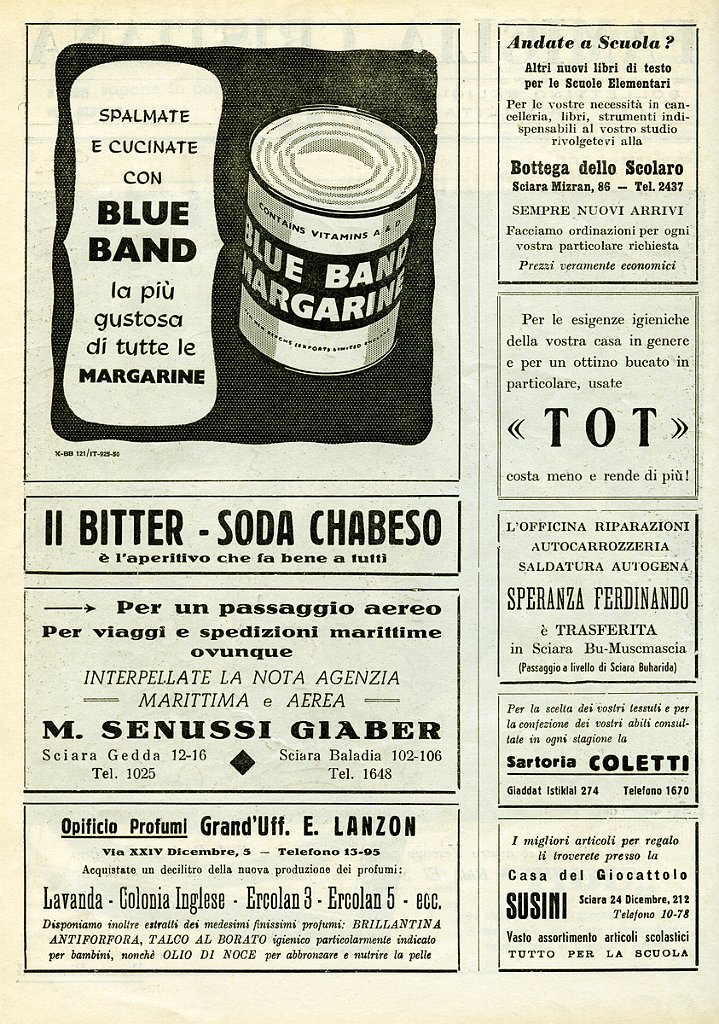 SPALMATE
E CUCINATE
CON
BLUE
BAND
la più
gustosa
di tutte le
MARGARINE
CONTAINS VITAMINS A & D
BLUE BAND
MARGARINE
(EXPORT) LIMITED
X-BB 121/IT-925-50
Il BITTER - SODA CHABESO
è l'aperitivo che fa bene a tutti
Per un passaggio aereo
Per viaggi e spedizioni marittime
ovunque
INTERPELLATE LA NOTA AGENZIA
MARITTIMA e AEREA
M. SENUSSI GIABER
Sciara Gedda 12-16
Tel. 1025
Sciara Baladia 102-106
Tel. 1648
Opificio Profumi Grand'Uff. E. LANZON
Via XXIV Dicembre, 5 — Telefono 13-95
Acquistate un decilitro della nuova produzione dei profumi:
Lavanda - Colonia Inglese - Ercolan 3 - Ercolan 5 - ecc.
Disponiamo inoltre estratti dei medesimi finissimi profumi: BRILLANTINA
ANTIFORFORA, TALCO AL BORATO igienico particolarmente indicato
per bambini, nonchè OLIO DI NOCE per abbronzare e nutrire la pelle
Andate a Scuola ?
Altri nuovi libri di testo
per le Scuole Elementari
Per le vostre necessità in can-
celleria, libri, strumenti indi-
spensabili al vostro studio
rivolgetevi alla
Bottega dello Scolaro
Sciara Mizran, 86 — Tel. 2437
SEMPRE NUOVI ARRIVI
Facciamo ordinazioni per ogni
vostra particolare richiesta
Prezzi veramente economici
Per le esigenze igieniche
della vostra casa in genere
e per un ottimo bucato in
particolare, usate
« TOT »
costa meno e rende di più!
L'OFFICINA RIPARAZIONI
AUTOCARROZZERIA
SALDATURA AUTOGENA
SPERANZA FERDINANDO
è TRASFERITA
in Sciara Bu-Muscmascia
(Passaggio a livello di Sciara Buharida)
Per la scelta dei vostri tessuti e per
la confezione dei vostri abiti consul-
tate in ogni stagione la
Sartoria COLETTI
Giaddat Istiklal 274 Telefono 1670
I migliori articoli per regalo
li troverete presso la
Casa del Giocattolo
SUSINI
Sciara 24 Dicembre, 212
Telefono 10-78
Vasto assortimento articoli scolastici
TUTTO PER LA SCUOLA